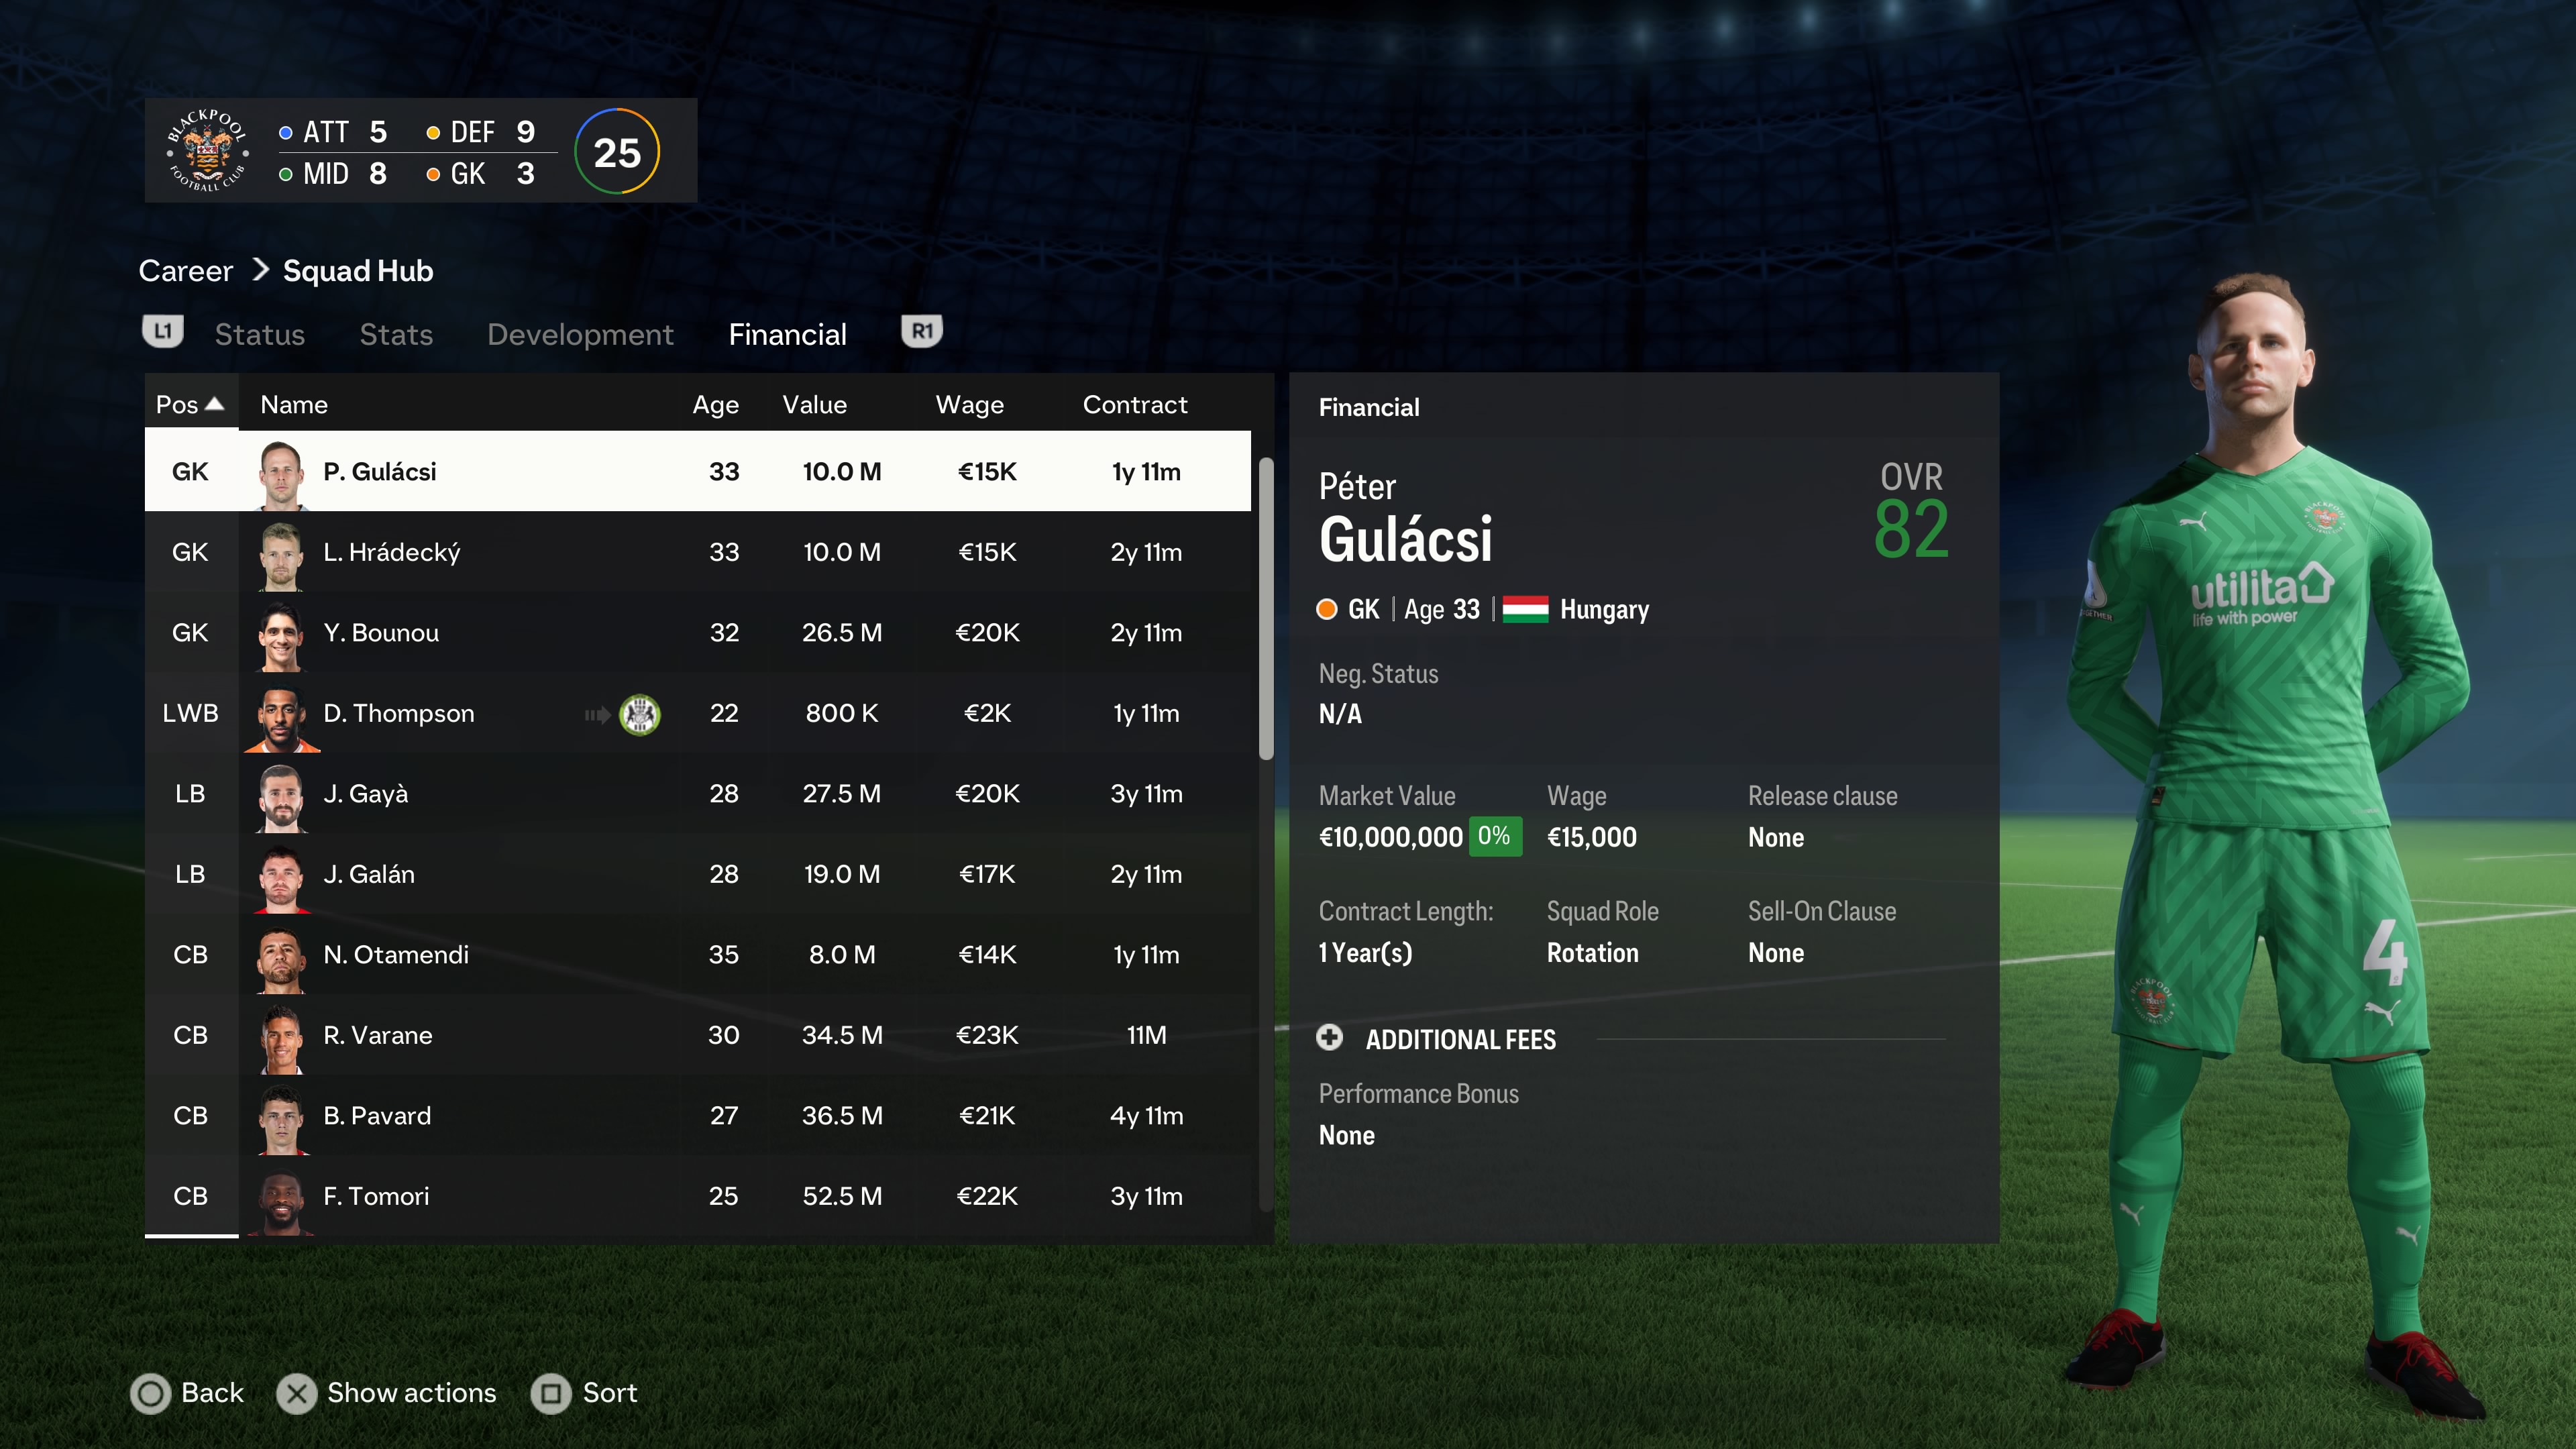 BLACKPOOL
FOOTBALL CLUB
ATT 5 DEF 9
MID 8 GK 3
25
Career > Squad Hub
L1 Status Stats Development Financial R1
Pos Name Age Value Wage Contract
GK P. Gulácsi 33 10.0 M €15K 1y 11m
GK L. Hrádecký 33 10.0 M €15K 2y 11m
GK Y. Bounou 32 26.5 M €20K 2y 11m
LWB D. Thompson 22 800 K €2K 1y 11m
LB J. Gayà 28 27.5 M €20K 3y 11m
LB J. Galán 28 19.0 M €17K 2y 11m
CB N. Otamendi 35 8.0 M €14K 1y 11m
CB R. Varane 30 34.5 M €23K 11M
CB B. Pavard 27 36.5 M €21K 4y 11m
CB F. Tomori 25 52.5 M €22K 3y 11m
Financial
Péter
Gulácsi
OVR
82
GK | Age 33 | Hungary
Neg. Status
N/A
Market Value Wage Release clause
€10,000,000 0% €15,000 None
Contract Length: Squad Role Sell-On Clause
1 Year(s) Rotation None
ADDITIONAL FEES
Performance Bonus
None
utilita
life with power
4
BLACKPOOL
Back Show actions Sort